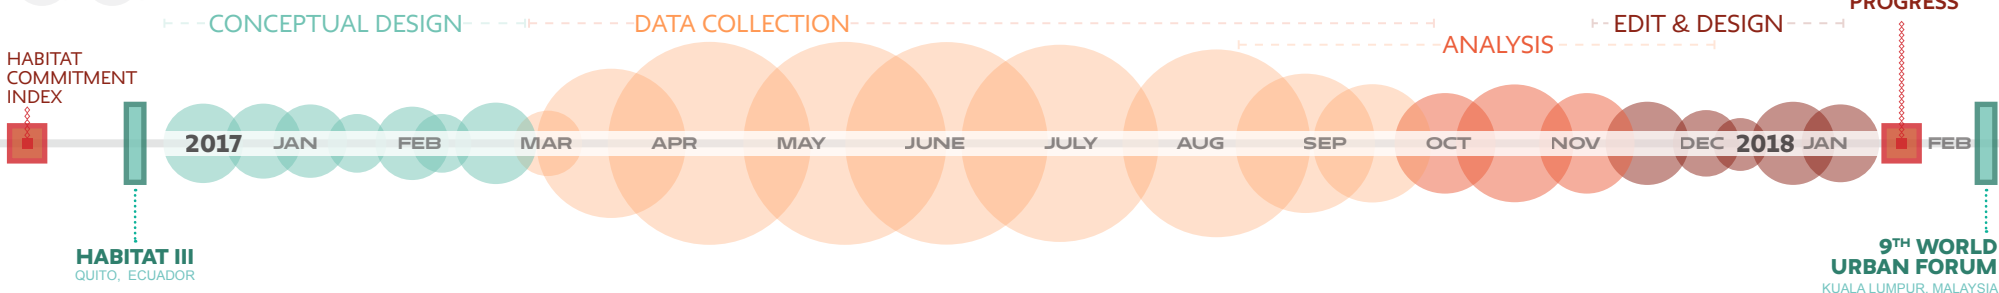 PROGRESS
CONCEPTUAL DESIGN
DATA COLLECTION
EDIT & DESIGN
ANALYSIS
HABITAT
COMMITMENT
INDEX
2017 JAN FEB MAR APR MAY JUNE JULY AUG SEP OCT NOV DEC 2018 JAN FEB
HABITAT III
QUITO, ECUADOR
9TH WORLD
URBAN FORUM
KUALA LUMPUR. MALAYSIA